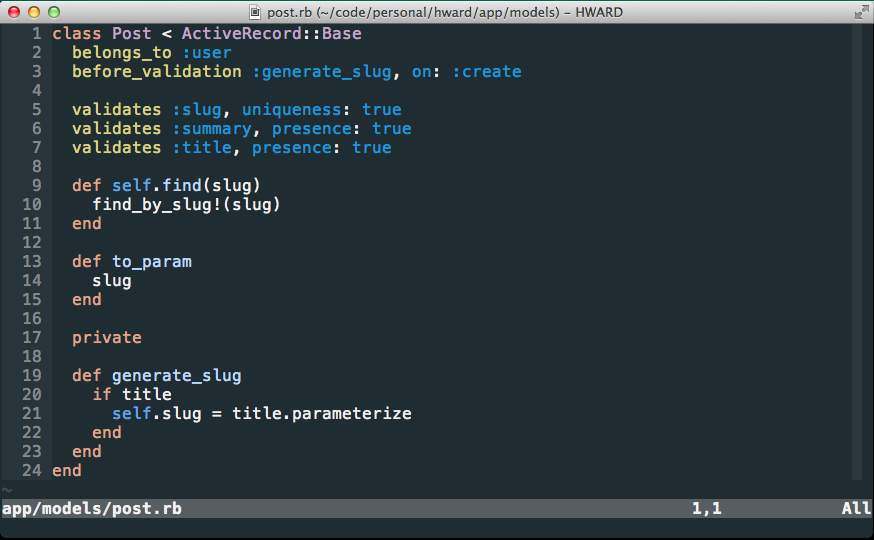 post.rb (~/code/personal/hward/app/models) – HWARD
1 class Post < ActiveRecord::Base
2   belongs_to :user
3   before_validation :generate_slug, on: :create
4
5   validates :slug, uniqueness: true
6   validates :summary, presence: true
7   validates :title, presence: true
8
9   def self.find(slug)
10     find_by_slug!(slug)
11   end
12
13   def to_param
14     slug
15   end
16
17   private
18
19   def generate_slug
20     if title
21       self.slug = title.parameterize
22     end
23   end
24 end
~
app/models/post.rb 1,1 All